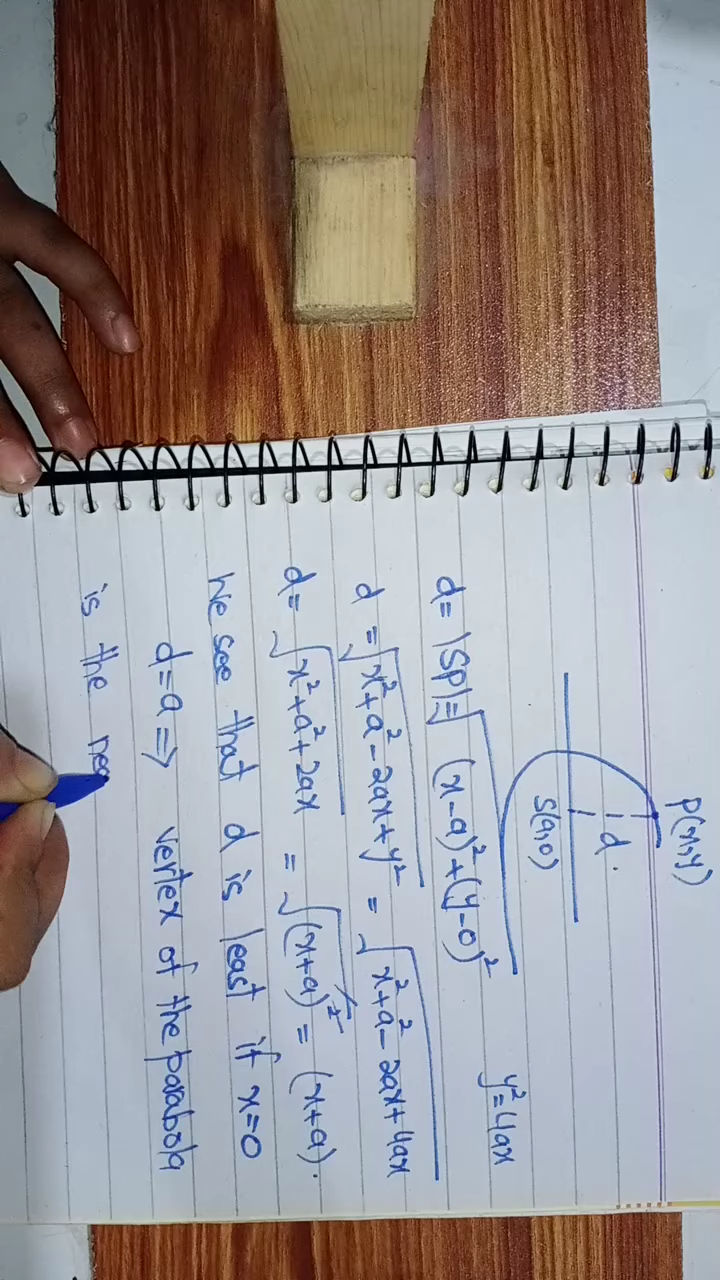 P(x,y)
d.
S(a,0)
y²=4ax
d= |SP|=√(x-a)²+(y-0)²
d =√x²+a²-2ax+y² = √x²+a²-2ax+4ax
d= √x²+a²+2ax = √(x+a)² = (x+a).
We see that d is least if x=0
d=a => vertex of the parabola
is the